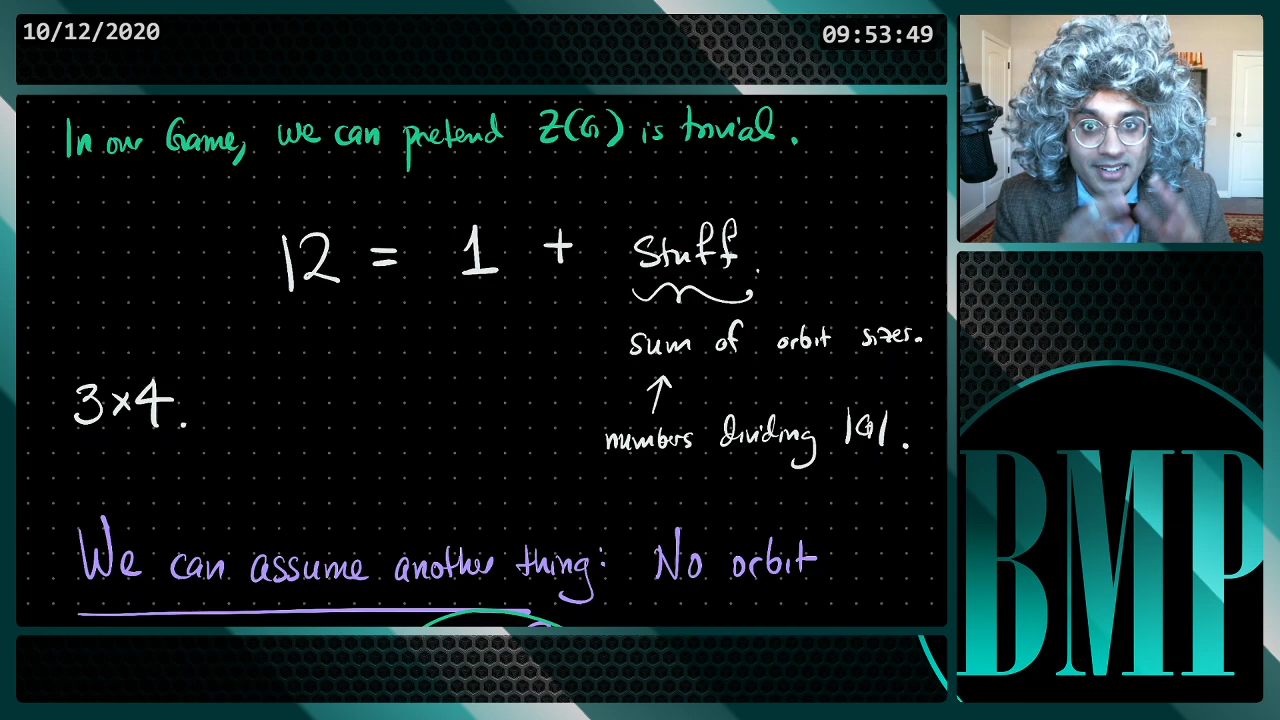 10/12/2020
09:53:49
In our Game, we can pretend Z(G) is trivial.
12 = 1 + Stuff.
sum of orbit sizes.
3×4.
numbers dividing |G|.
We can assume another thing: No orbit
BMP